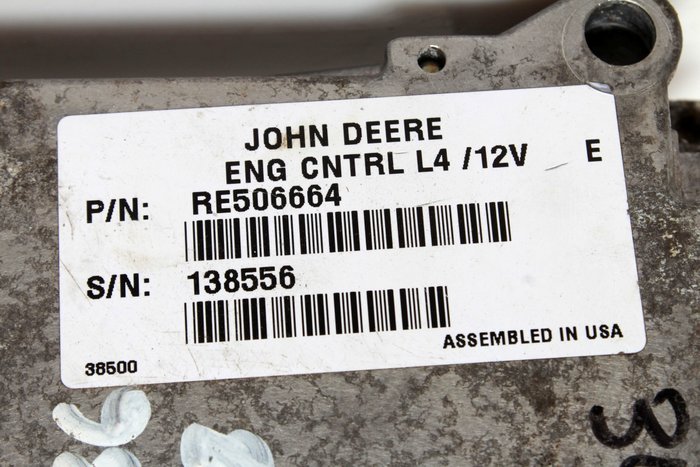 JOHN DEERE
ENG CNTRL L4 /12V E
P/N: RE506664
S/N: 138556
ASSEMBLED IN USA
38500